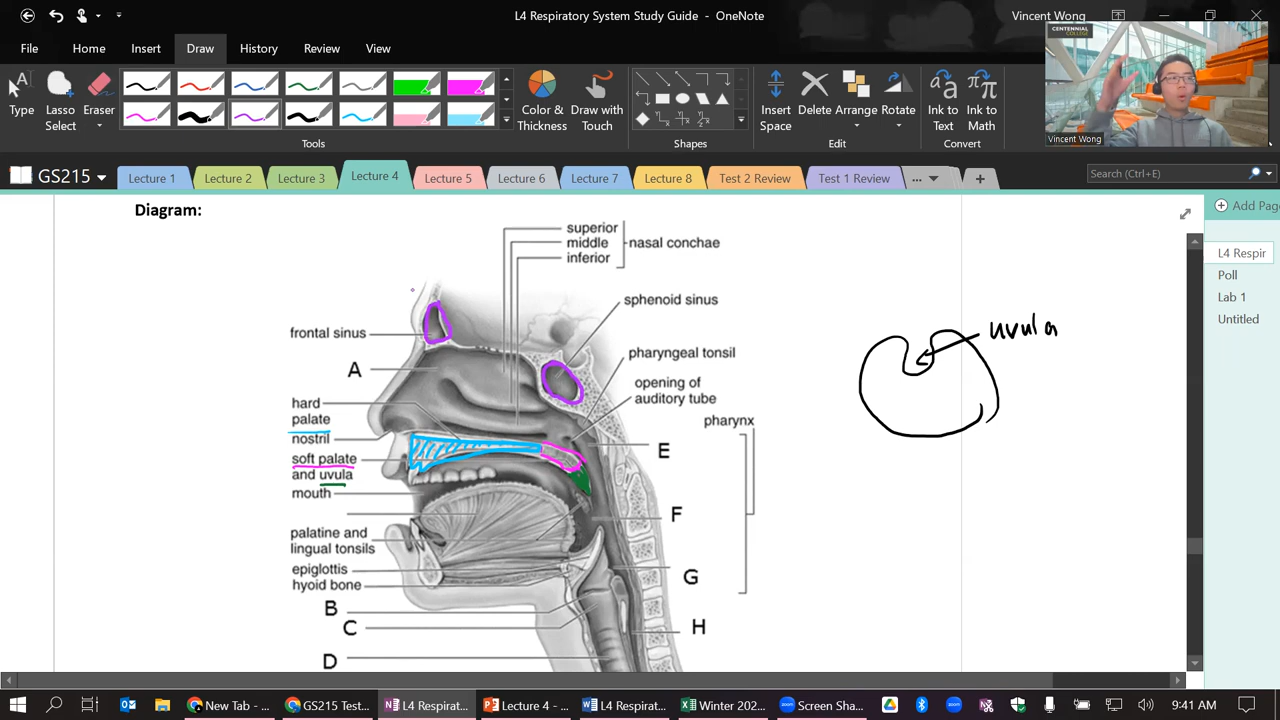 L4 Respiratory System Study Guide - OneNote
Vincent Wong
File Home Insert Draw History Review View
CENTENNIAL COLLEGE
Vincent Wong
Type
Lasso Select
Eraser
Color & Thickness
Draw with Touch
Insert Space
Delete
Arrange
Rotate
Ink to Text
Ink to Math
Tools
Shapes
Edit
Convert
GS215
Lecture 1
Lecture 2
Lecture 3
Lecture 4
Lecture 5
Lecture 6
Lecture 7
Lecture 8
Test 2 Review
Test 1 Review
Search (Ctrl+E)
Add Pag
L4 Respir
Poll
Lab 1
Untitled
Diagram:
superior
middle
inferior
nasal conchae
sphenoid sinus
frontal sinus
pharyngeal tonsil
A
opening of
auditory tube
hard
palate
pharynx
nostril
E
soft palate
and uvula
mouth
F
palatine and
lingual tonsils
epiglottis
G
hyoid bone
B
C
H
D
uvula
New Tab -
GS215 Test
L4 Respirat
Lecture 4 -
L4 Respirat
Winter 202
Screen Sha
9:41 AM